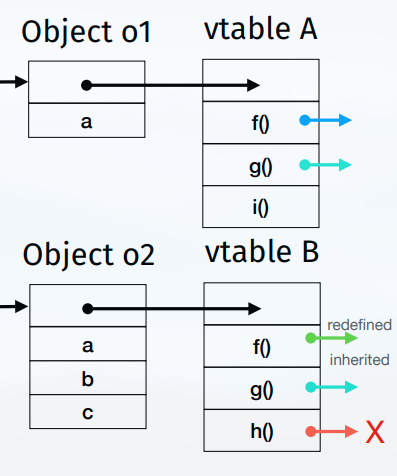 Object o1
vtable A
a
f()
g()
i()
Object o2
vtable B
a
b
c
redefined
f()
inherited
g()
h()
X